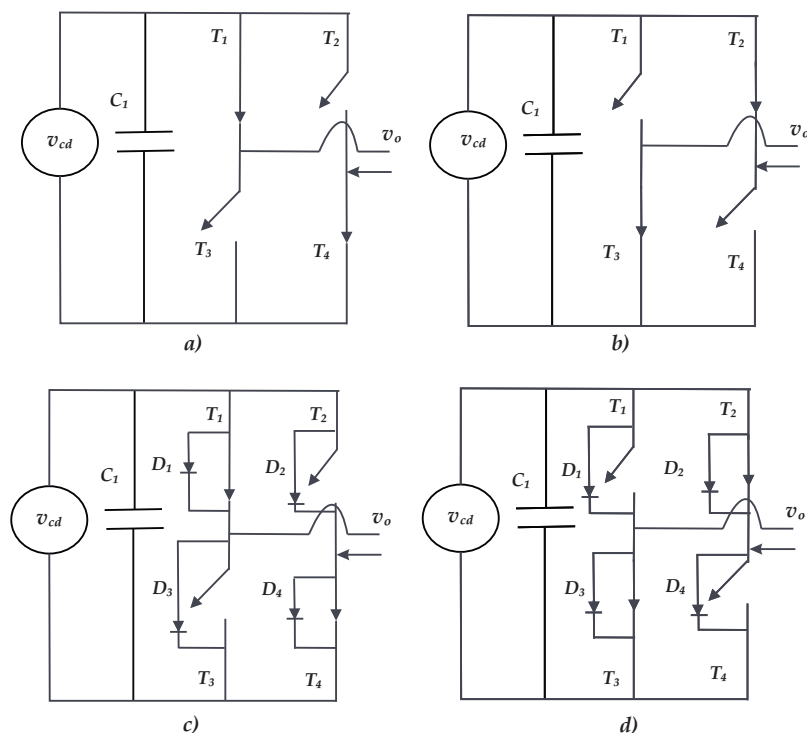 T1 T2
C1
vcd
vo
T3 T4
a)
T1 T2
C1
vcd
vo
T3 T4
b)
T1 T2
D1 D2
C1
vcd
vo
D3 D4
T3 T4
c)
T1 T2
D1 D2
C1
vcd
vo
D3 D4
T3 T4
d)